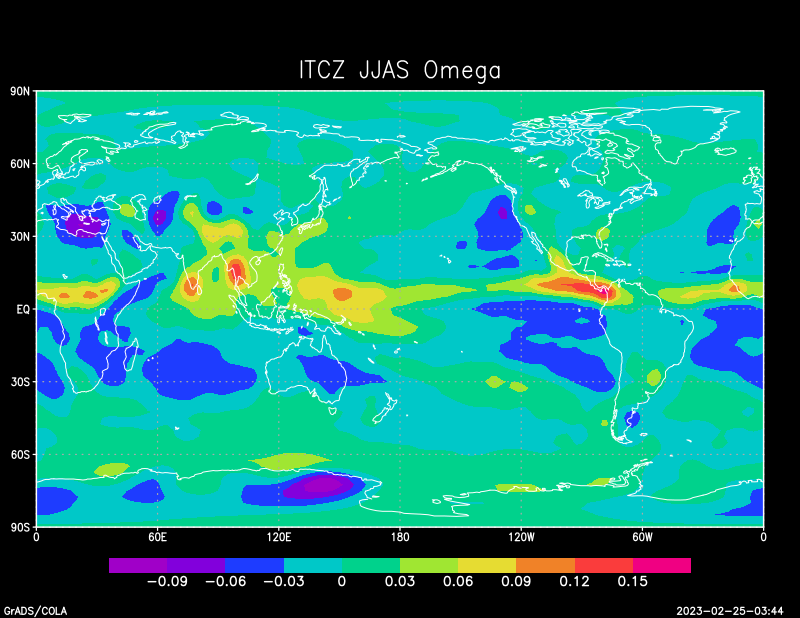 ITCZ JJAS Omega
90N
60N
30N
EQ
30S
60S
90S
0 60E 120E 180 120W 60W 0
−0.09 −0.06 −0.03 0 0.03 0.06 0.09 0.12 0.15
GrADS/COLA 2023-02-25-03:44